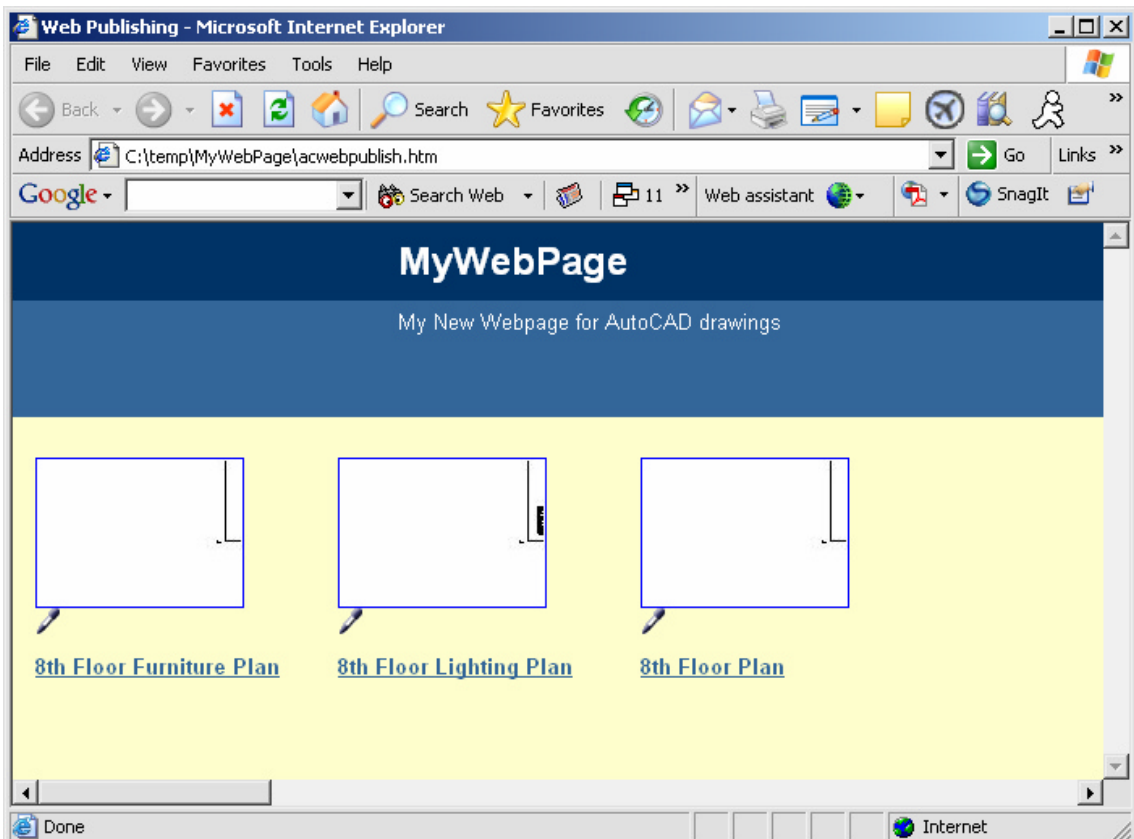 Web Publishing - Microsoft Internet Explorer
File Edit View Favorites Tools Help
Back Search Favorites »
Address C:\temp\MyWebPage\acwebpublish.htm Go Links »
Google Search Web 11 » Web assistant SnagIt
MyWebPage
My New Webpage for AutoCAD drawings
8th Floor Furniture Plan 8th Floor Lighting Plan 8th Floor Plan
Done Internet